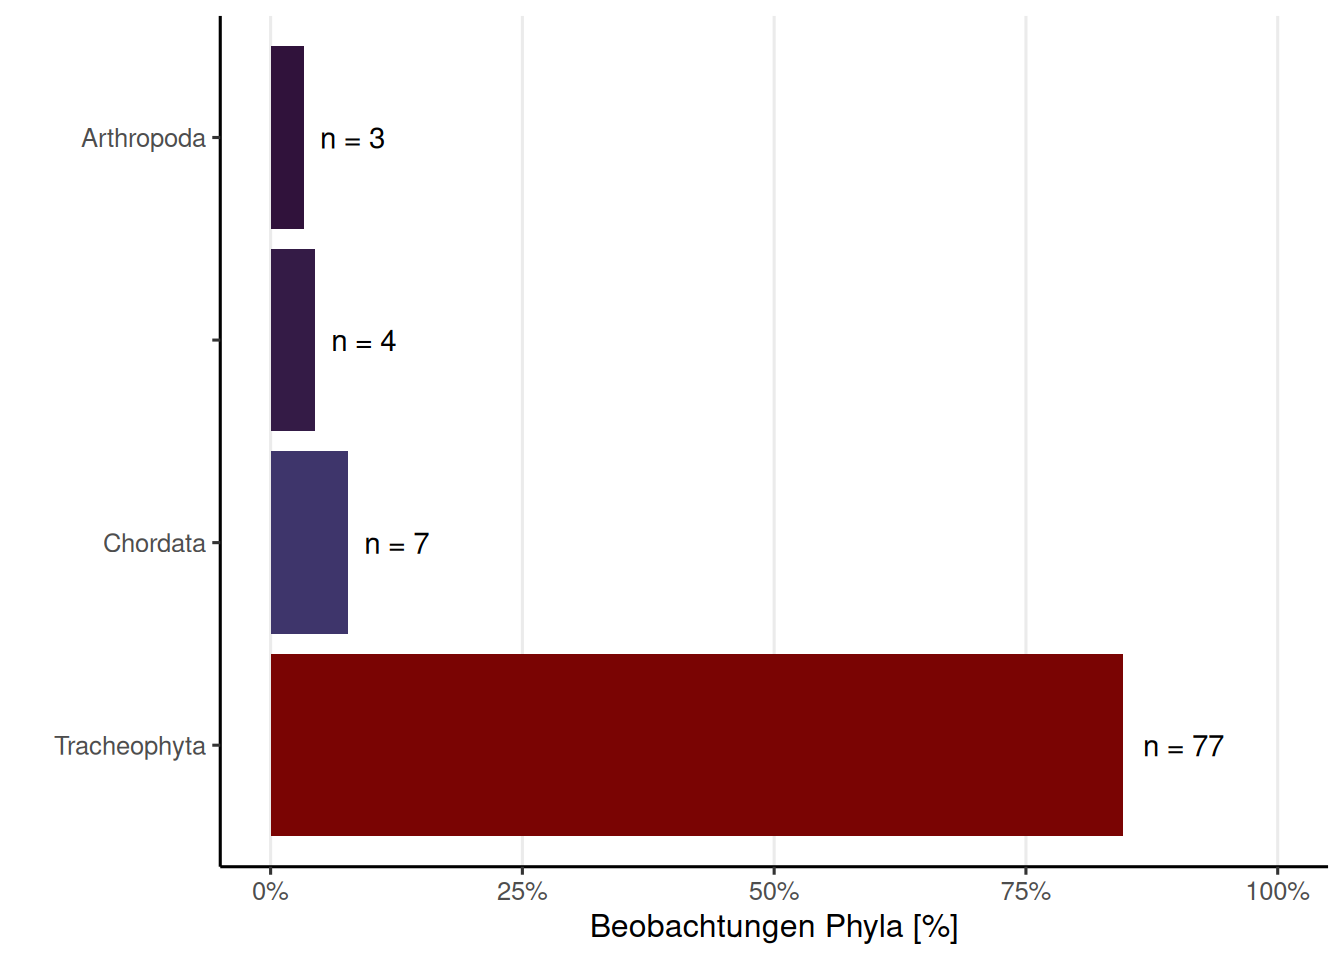 Arthropoda
n = 3
n = 4
Chordata
n = 7
Tracheophyta
n = 77
0% 25% 50% 75% 100%
Beobachtungen Phyla [%]